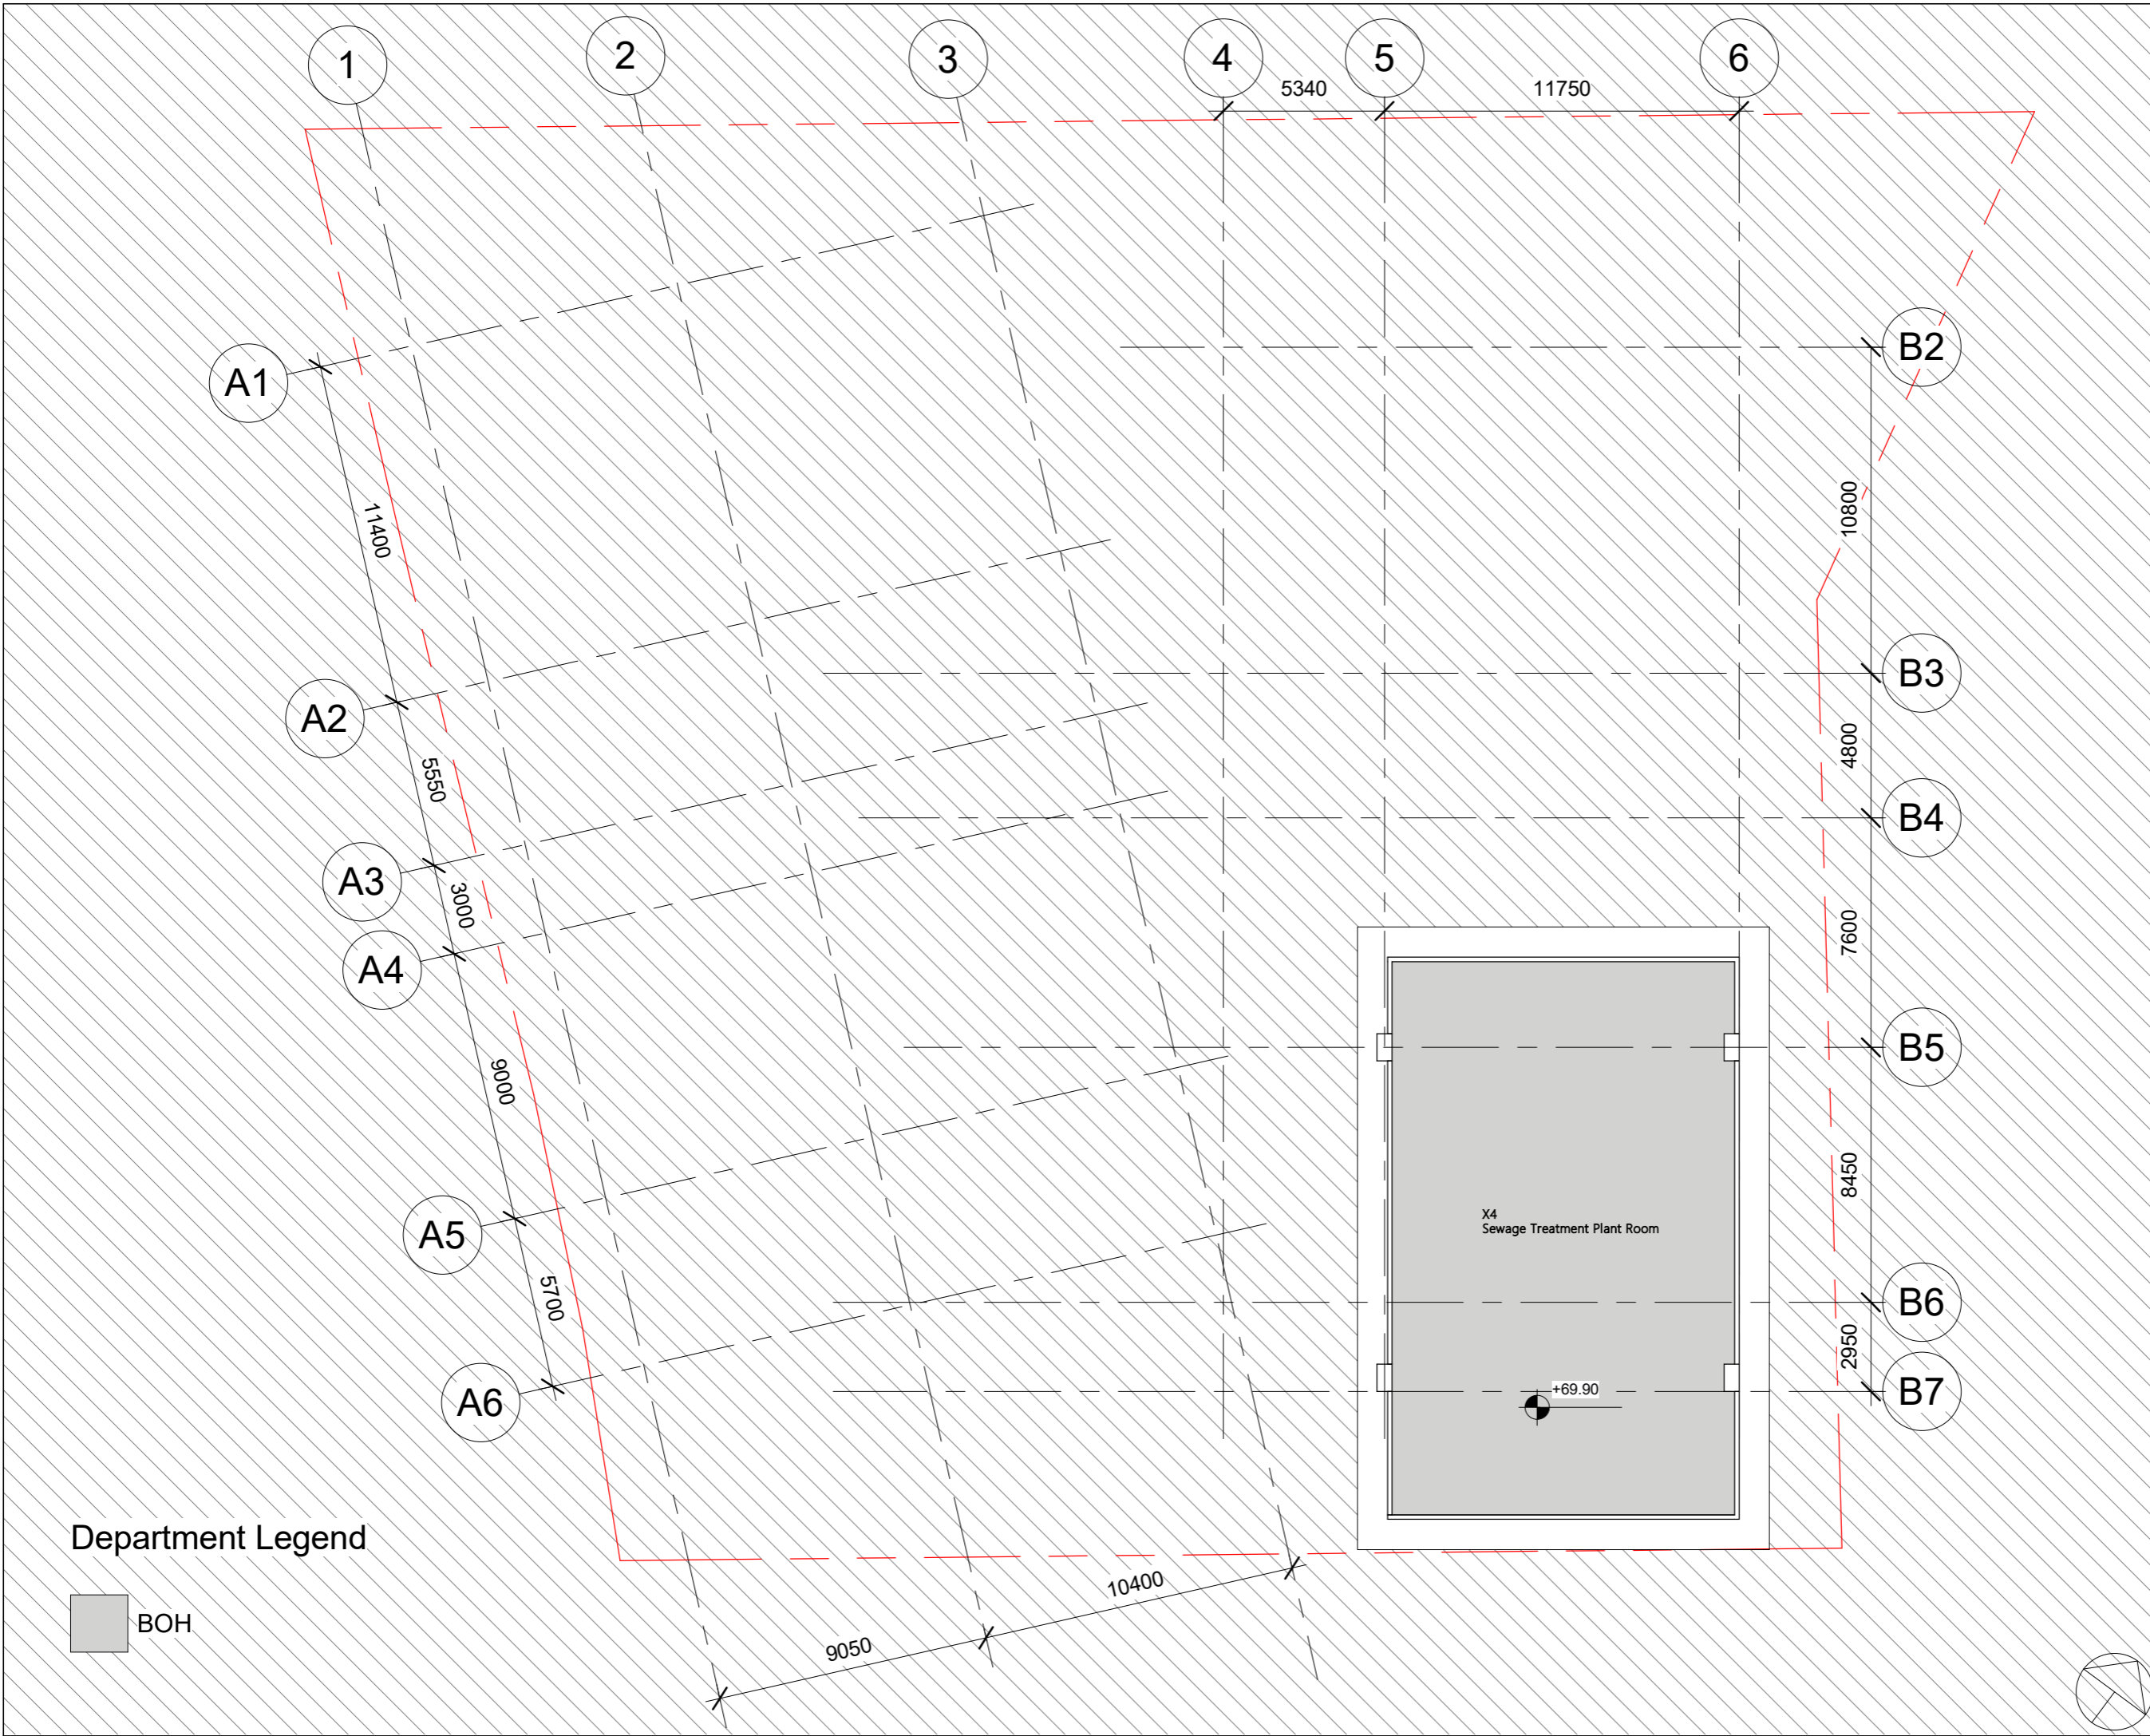 1
2
3
4
5
6
5340
11750
A1
B2
11400
10800
A2
B3
5550
4800
A3
B4
3000
7600
A4
B5
9000
8450
X4
Sewage Treatment Plant Room
A5
B6
5700
2950
A6
B7
+69.90
Department Legend
BOH
10400
9050